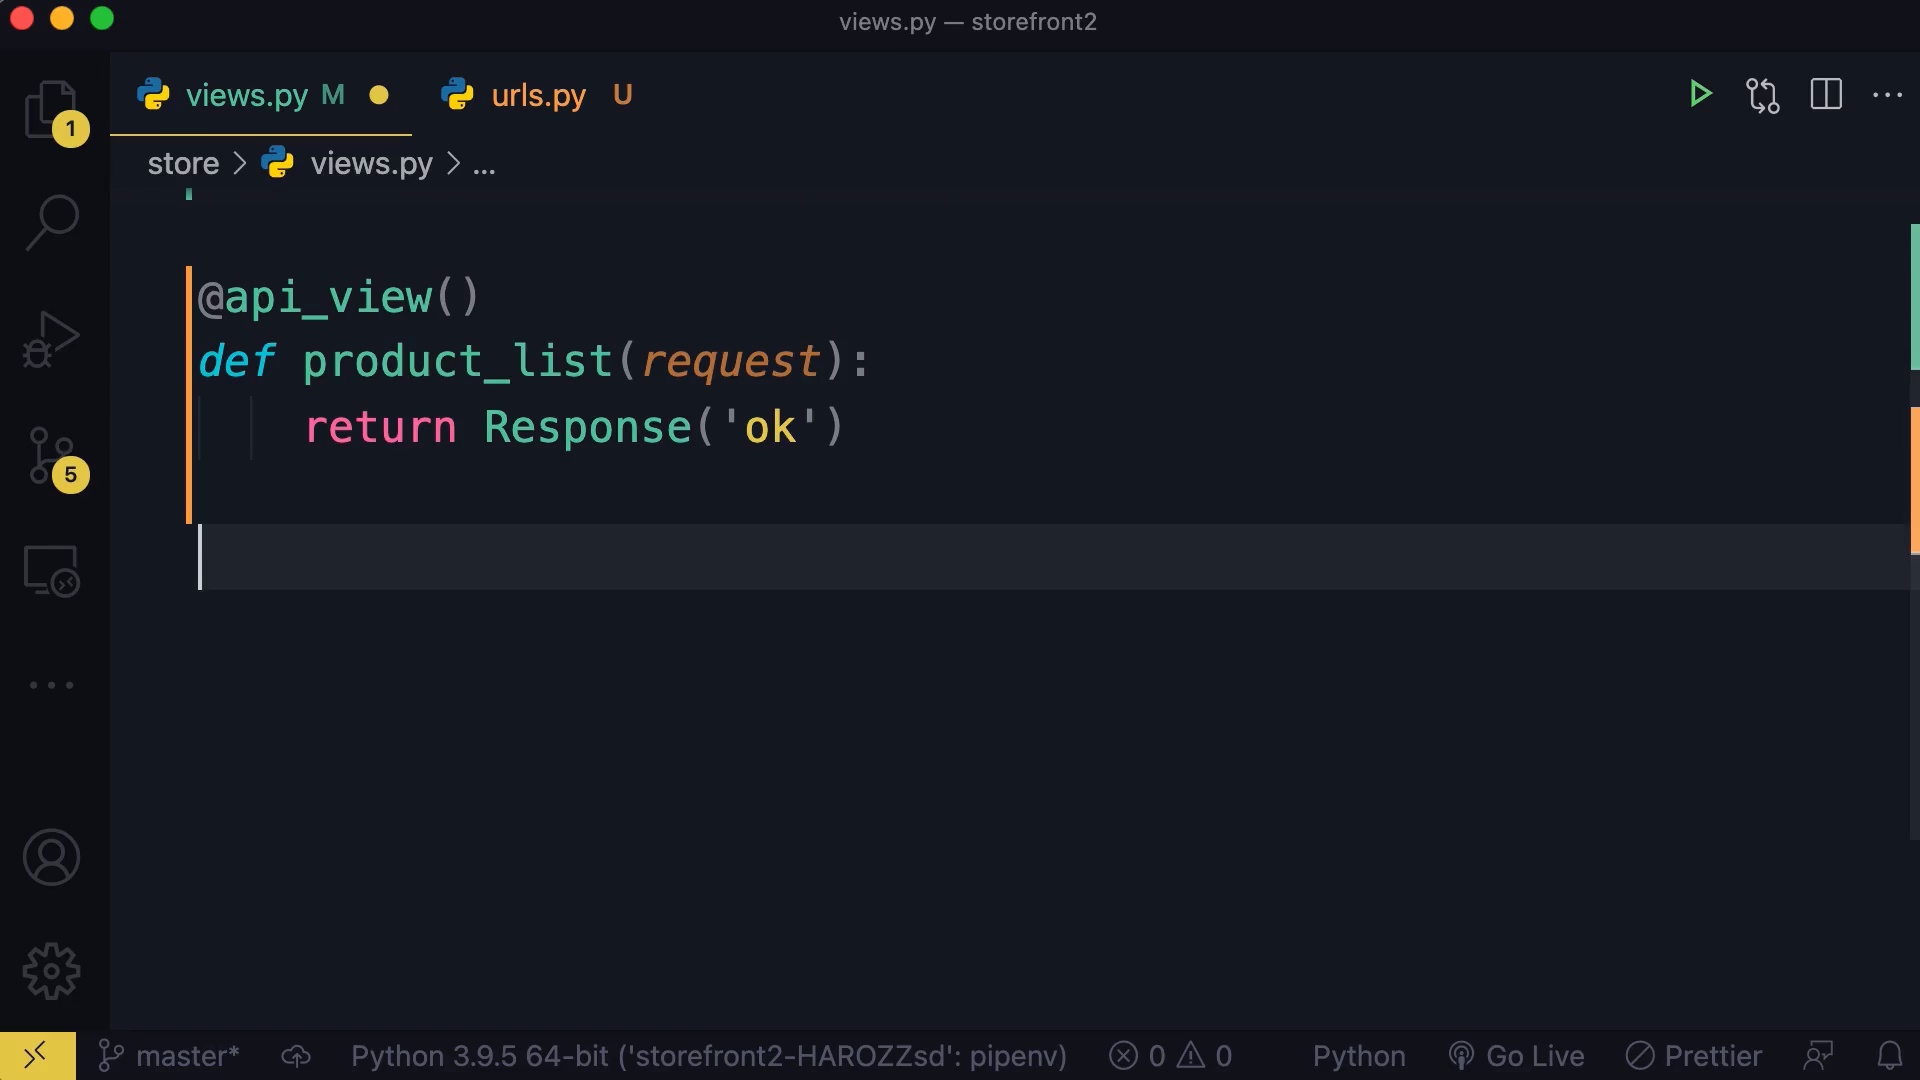 views.py — storefront2
views.py M urls.py U
store > views.py > ...
@api_view()
def product_list(request):
    return Response('ok')
1
5
master* Python 3.9.5 64-bit ('storefront2-HAROZZsd': pipenv) 0 0 Python Go Live Prettier